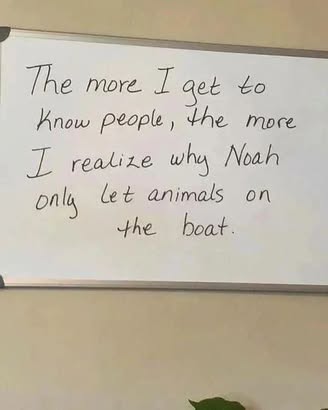 The more I get to
know people, the more
I realize why Noah
only let animals on
the boat.